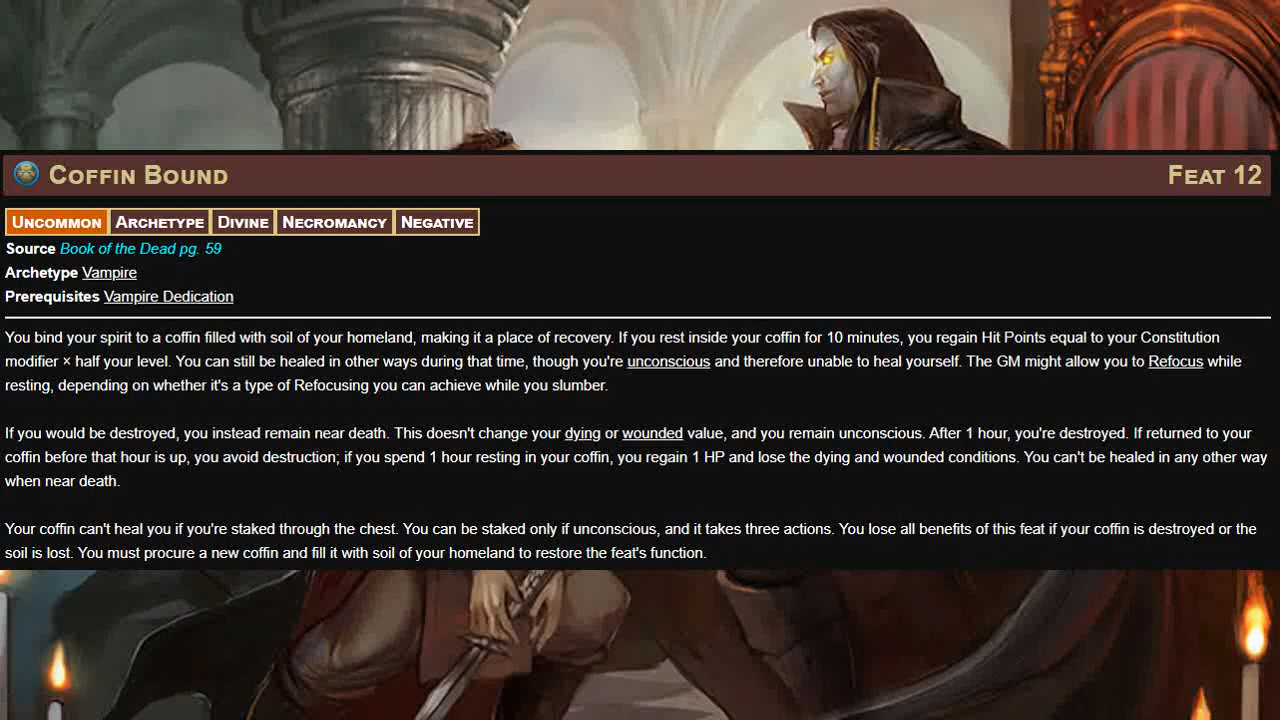 Coffin Bound Feat 12
Uncommon Archetype Divine Necromancy Negative
Source Book of the Dead pg. 59
Archetype Vampire
Prerequisites Vampire Dedication
You bind your spirit to a coffin filled with soil of your homeland, making it a place of recovery. If you rest inside your coffin for 10 minutes, you regain Hit Points equal to your Constitution
modifier × half your level. You can still be healed in other ways during that time, though you're unconscious and therefore unable to heal yourself. The GM might allow you to Refocus while
resting, depending on whether it's a type of Refocusing you can achieve while you slumber.
If you would be destroyed, you instead remain near death. This doesn't change your dying or wounded value, and you remain unconscious. After 1 hour, you're destroyed. If returned to your
coffin before that hour is up, you avoid destruction; if you spend 1 hour resting in your coffin, you regain 1 HP and lose the dying and wounded conditions. You can't be healed in any other way
when near death.
Your coffin can't heal you if you're staked through the chest. You can be staked only if unconscious, and it takes three actions. You lose all benefits of this feat if your coffin is destroyed or the
soil is lost. You must procure a new coffin and fill it with soil of your homeland to restore the feat's function.